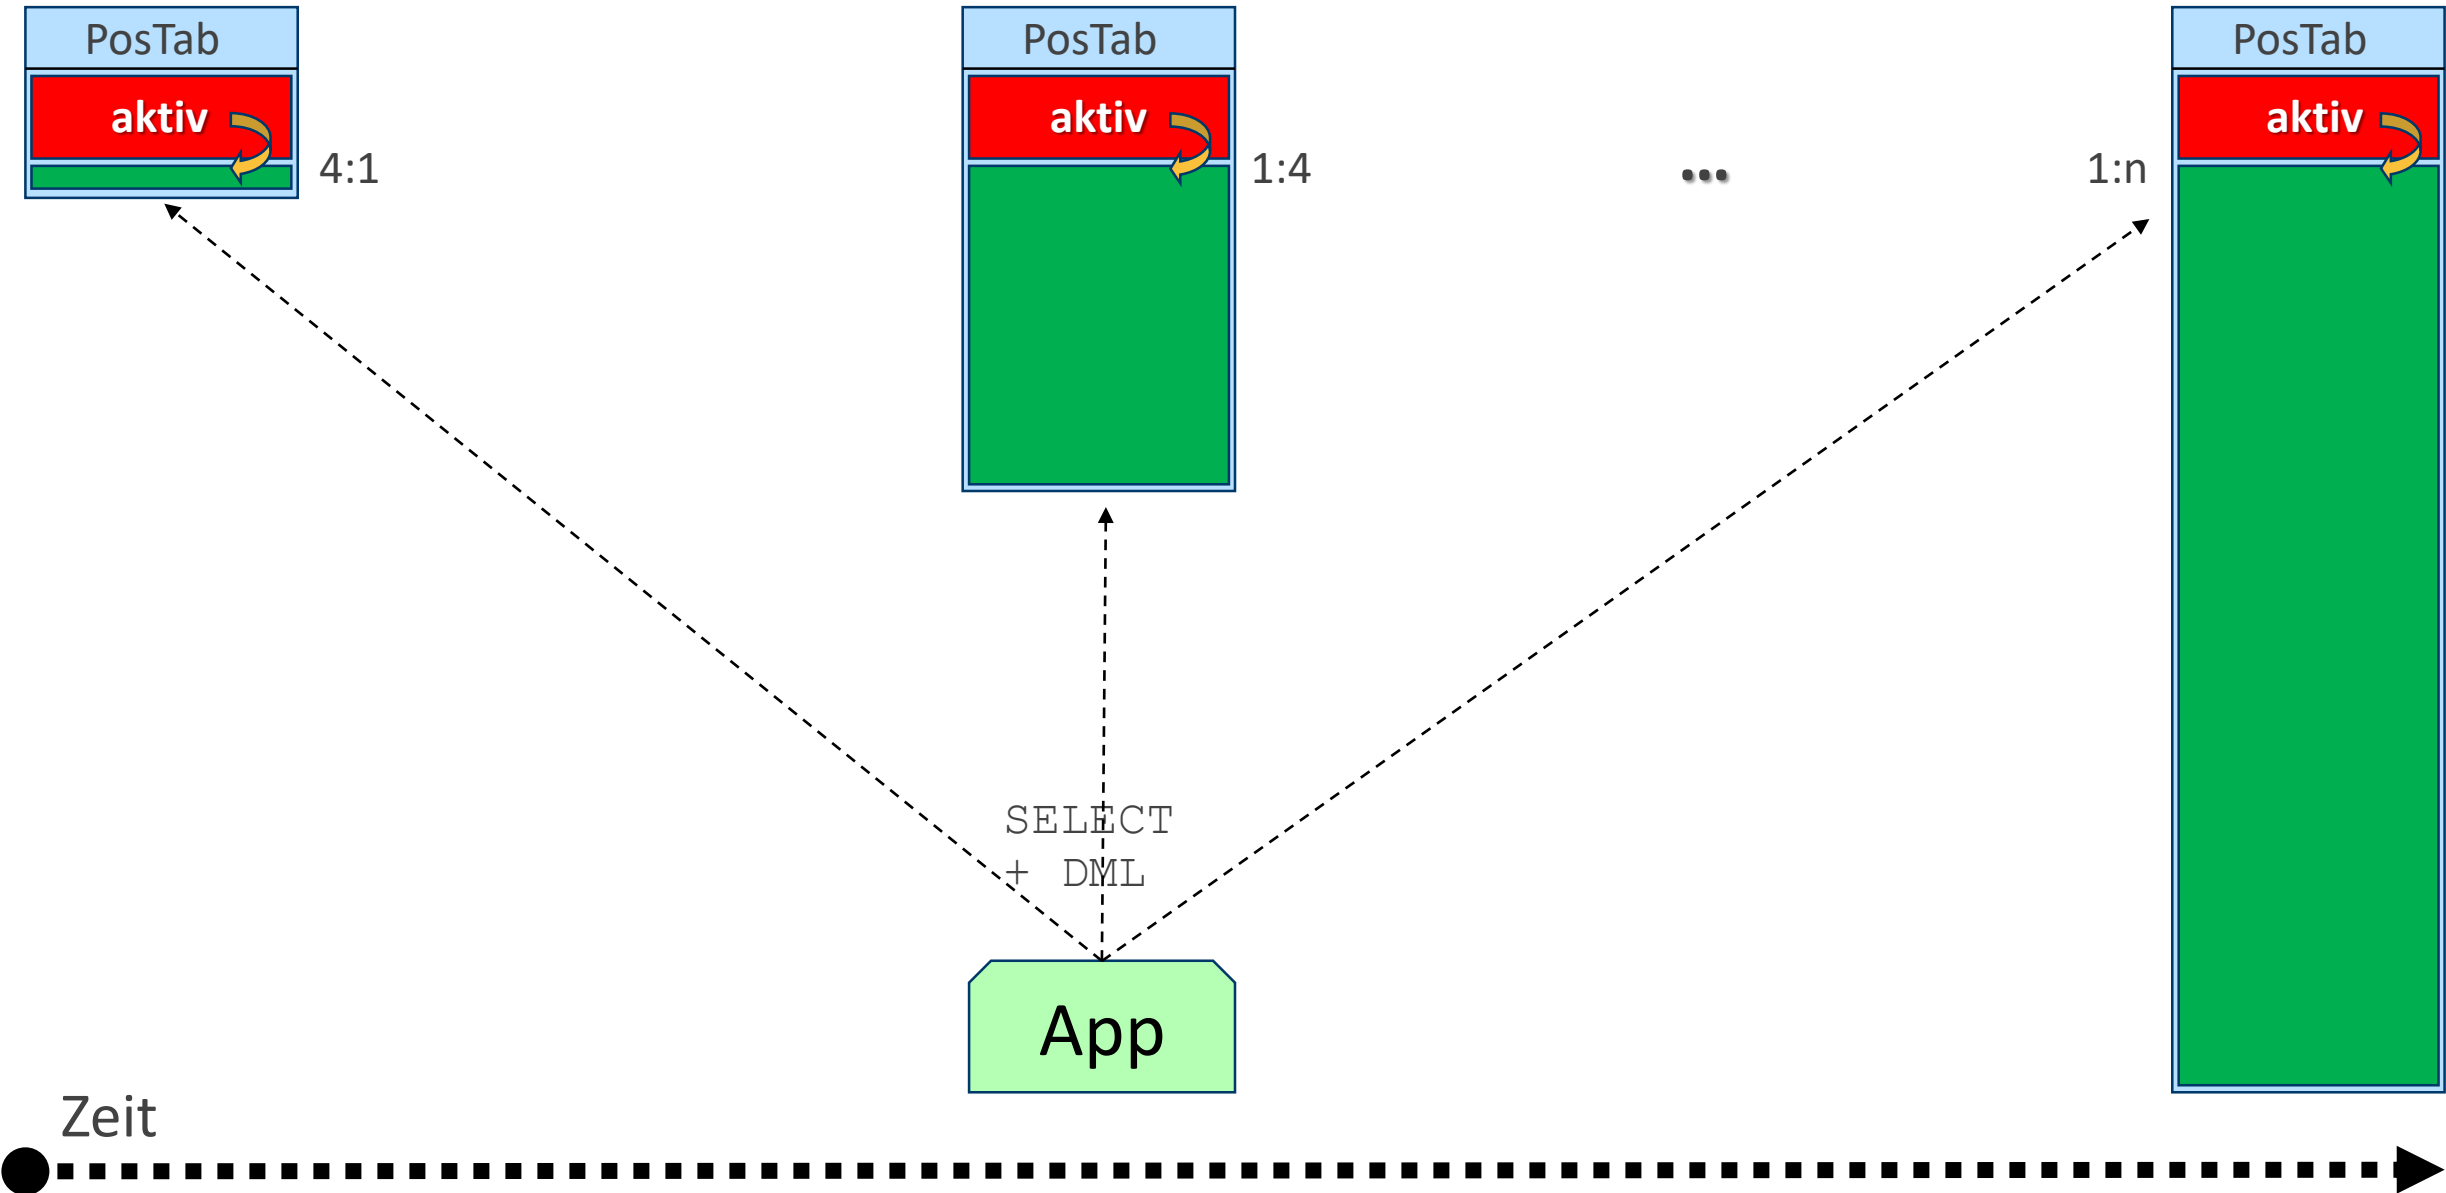 PosTab
PosTab
PosTab
aktiv
aktiv
aktiv
4:1
1:4
...
1:n
SELECT
+ DML
App
Zeit